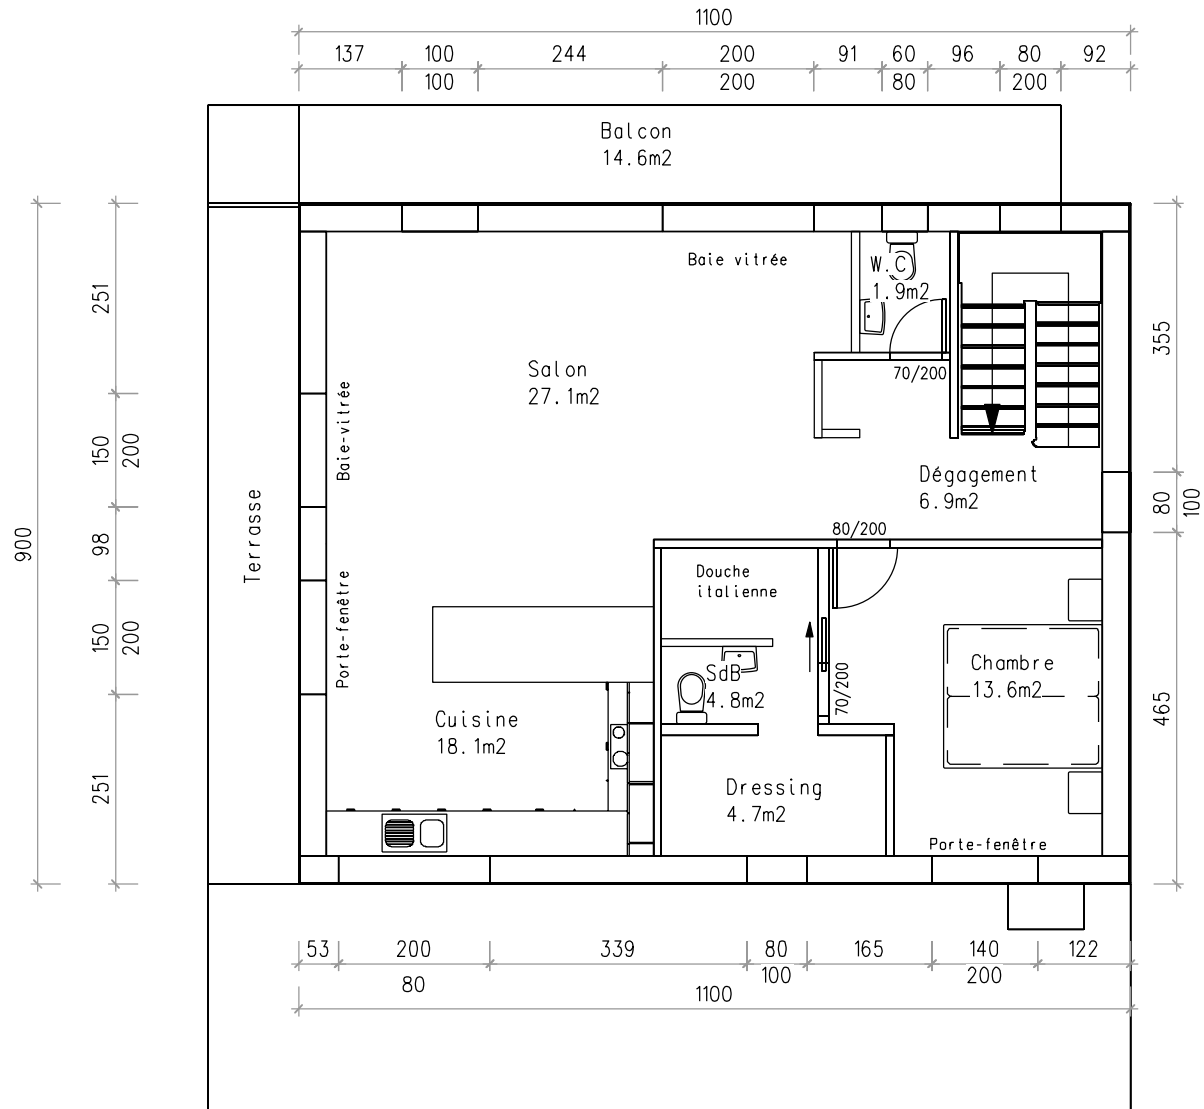 1100
137 100 244 200 91 60 96 80 92
100 200 80 200
Balcon
14.6m2
Baie vitrée
W.C
1.9m2
251
355
Salon
27.1m2
70/200
Baie-vitrée
150
200
Dégagement
6.9m2
80
100
Terrasse
900
98
80/200
Douche
italienne
Porte-fenêtre
150
200
SdB
4.8m2
70/200
Chambre
13.6m2
465
Cuisine
18.1m2
251
Dressing
4.7m2
Porte-fenêtre
53 200 339 80 165 140 122
80 100 200
1100